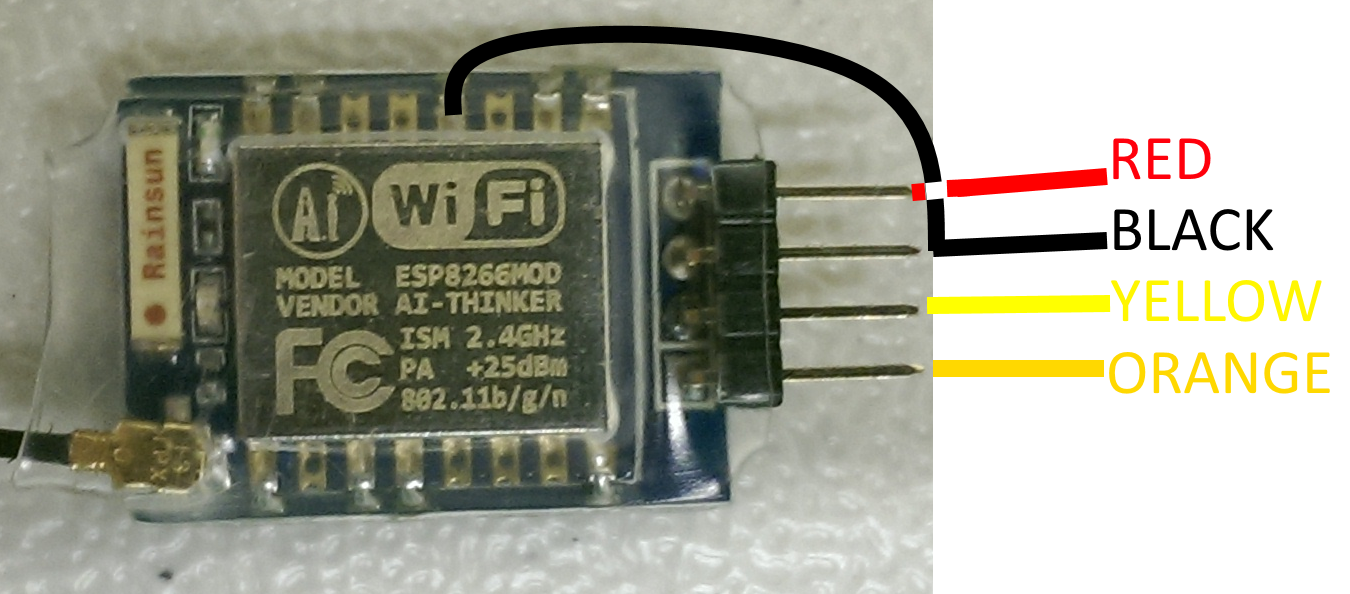 Rainsun
Ai WiFi
MODEL ESP8266MOD
VENDOR AI-THINKER
FC ISM 2.4GHz
PA +25dBm
802.11b/g/n
RED
BLACK
YELLOW
ORANGE